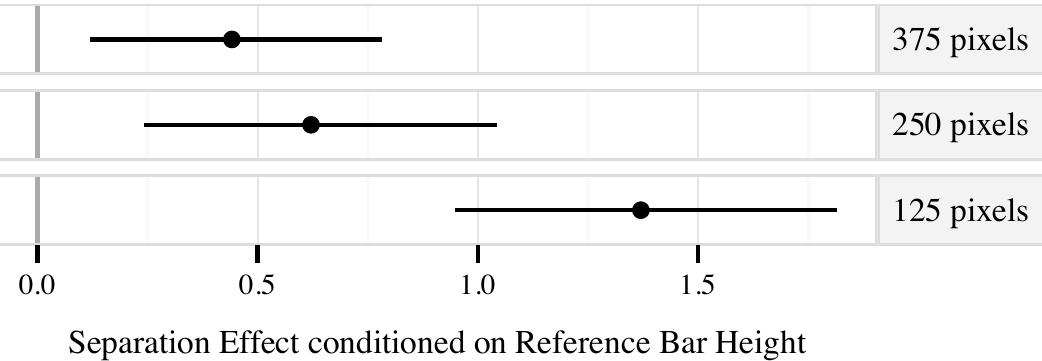 375 pixels
250 pixels
125 pixels
0.0 0.5 1.0 1.5
Separation Effect conditioned on Reference Bar Height